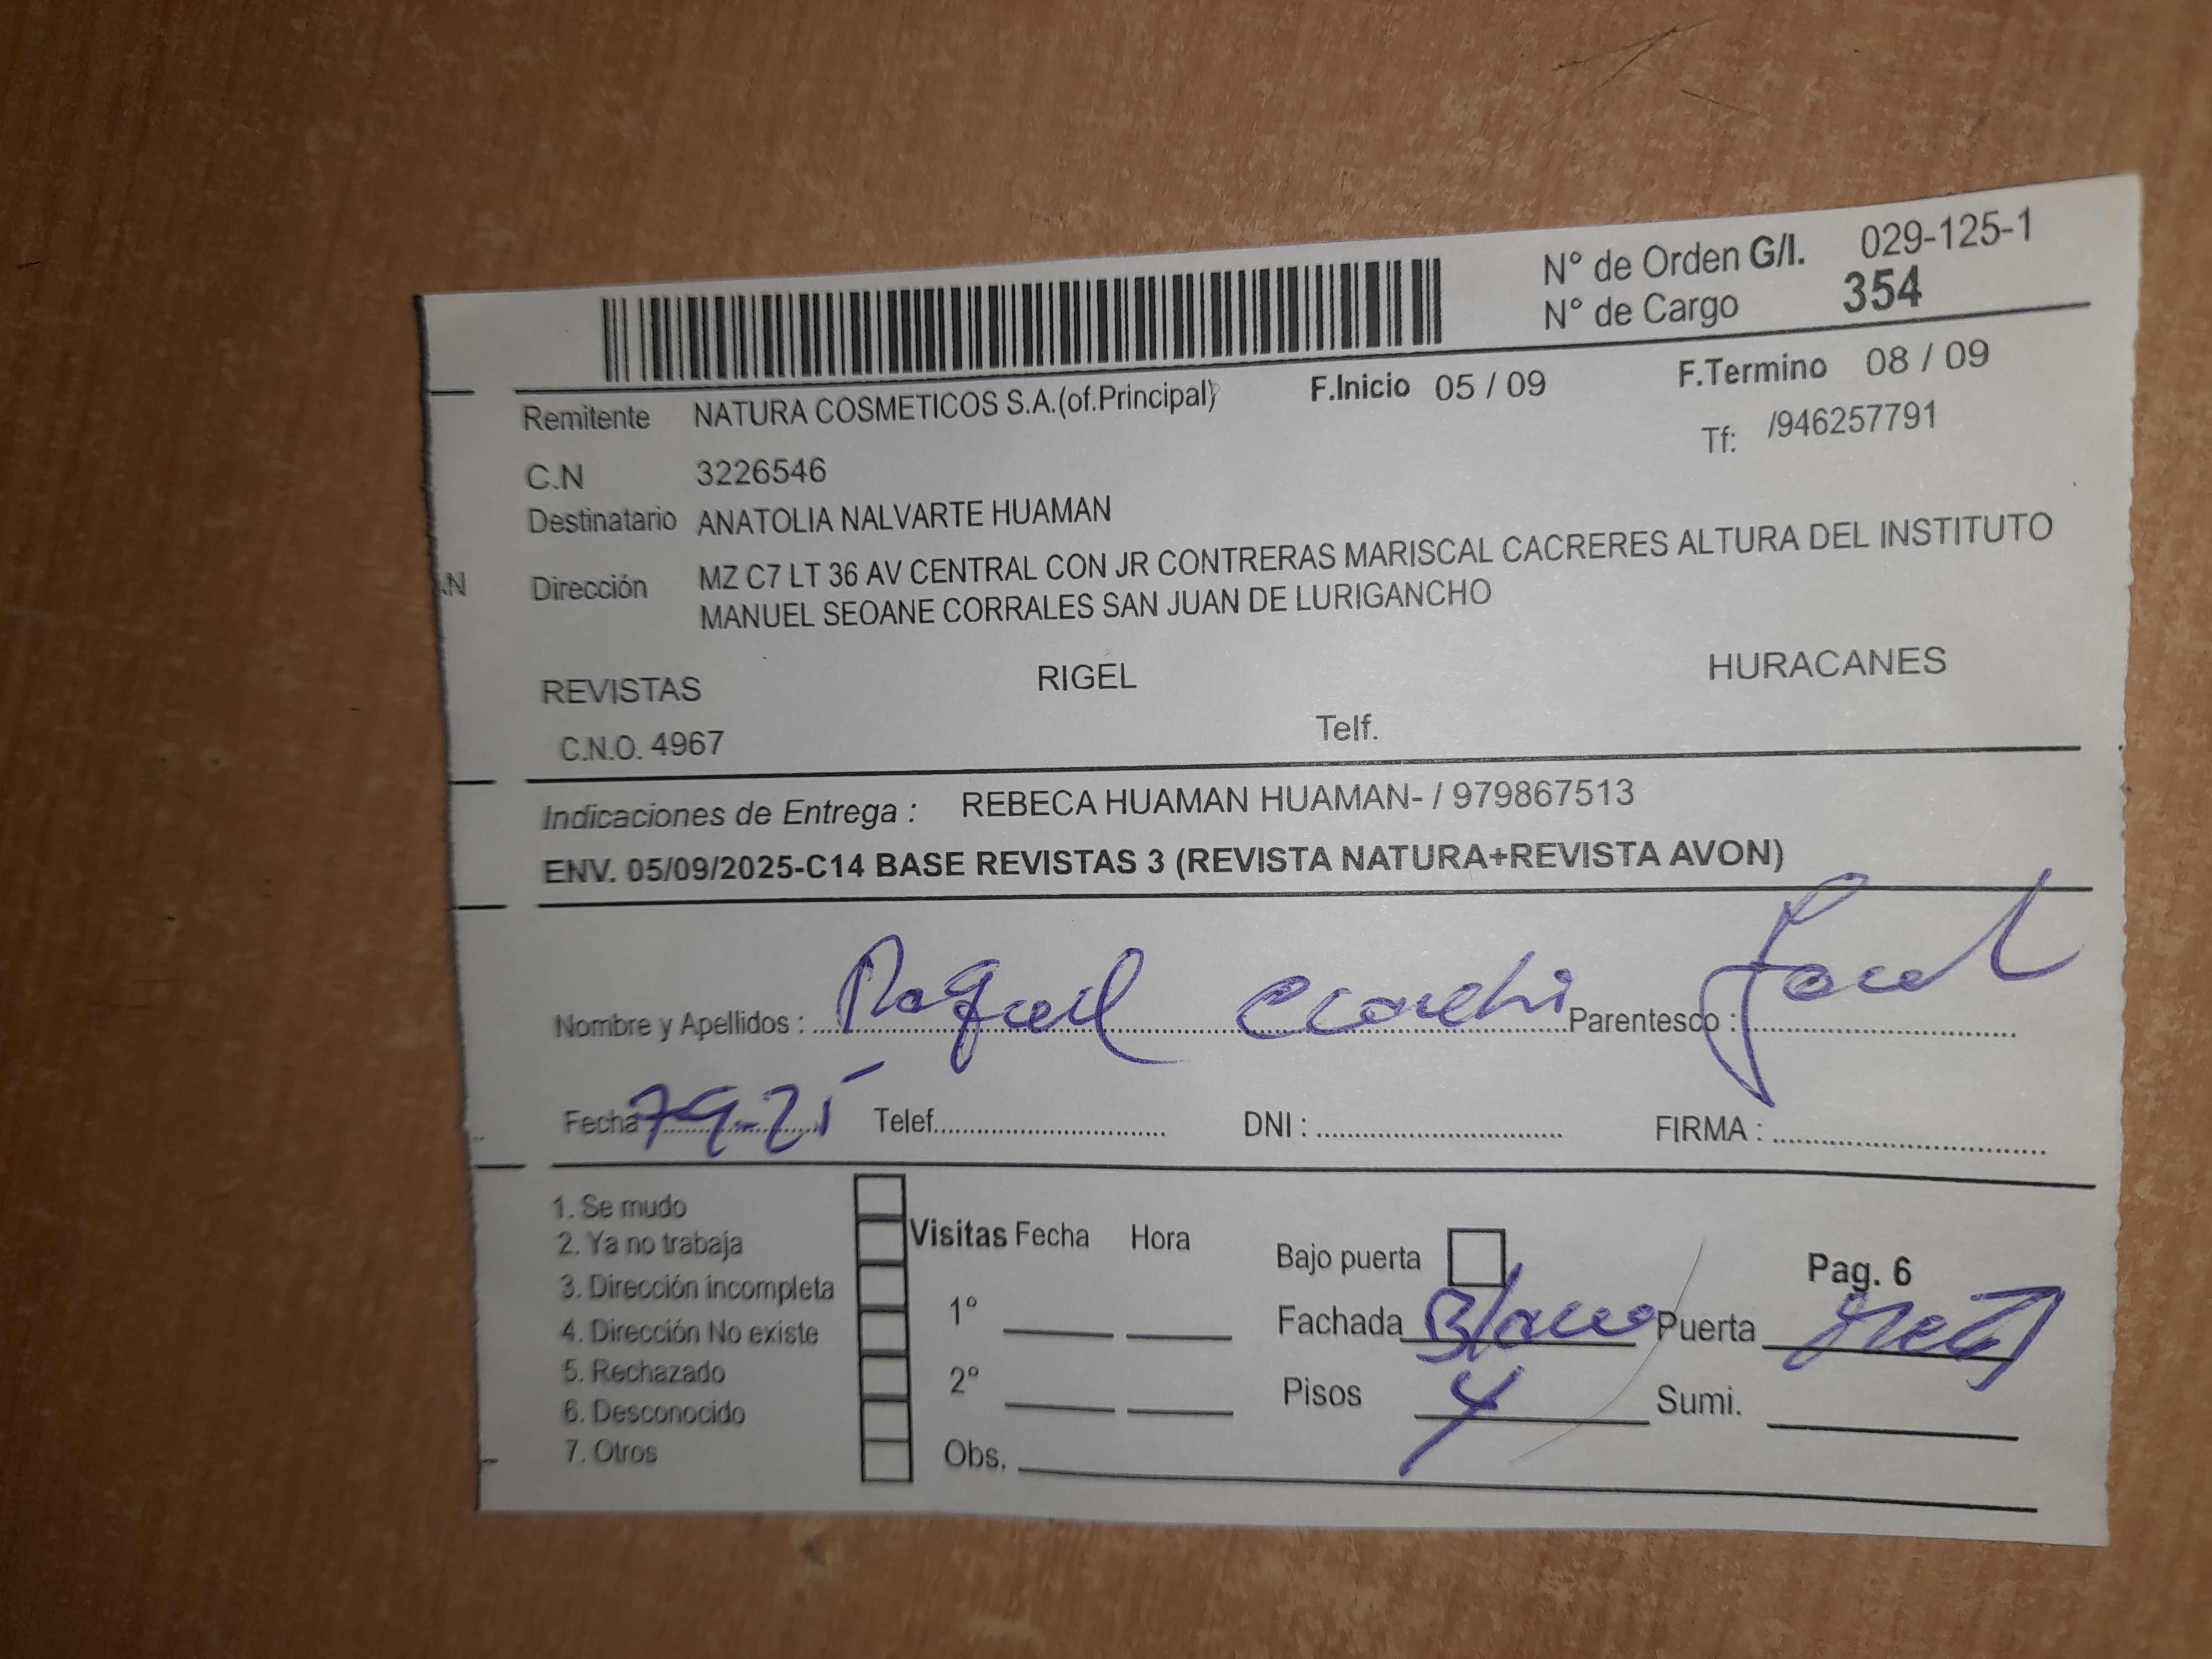 N° de Orden G/I. 029-125-1
N° de Cargo 354
Remitente NATURA COSMETICOS S.A.(of.Principal) F.Inicio 05 / 09 F.Termino 08 / 09
Tf: /946257791
C.N 3226546
Destinatario ANATOLIA NALVARTE HUAMAN
.N Dirección MZ C7 LT 36 AV CENTRAL CON JR CONTRERAS MARISCAL CACRERES ALTURA DEL INSTITUTO
MANUEL SEOANE CORRALES SAN JUAN DE LURIGANCHO
REVISTAS RIGEL HURACANES
C.N.O. 4967 Telf.
Indicaciones de Entrega : REBECA HUAMAN HUAMAN- / 979867513
ENV. 05/09/2025-C14 BASE REVISTAS 3 (REVISTA NATURA+REVISTA AVON)
Nombre y Apellidos : Raquel Parentesco :
Fecha : 7-9-25 Telef. DNI : FIRMA :
1. Se mudo
2. Ya no trabaja
3. Dirección incompleta
4. Dirección No existe
5. Rechazado
6. Desconocido
7. Otros
Visitas Fecha Hora
1°
2°
Obs.
Bajo puerta Pag. 6
Fachada Blanco Puerta
Pisos 4 Sumi.